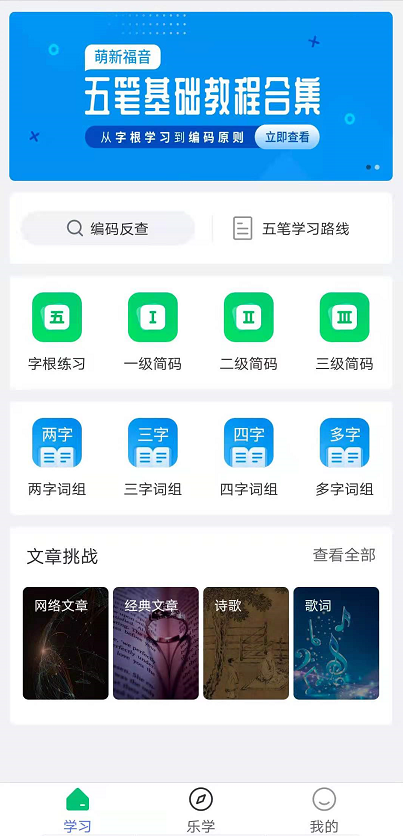 萌新福音
五笔基础教程合集
从字根学习到编码原则 立即查看
编码反查 五笔学习路线
五 I II III
字根练习 一级简码 二级简码 三级简码
两字 三字 四字 多字
两字词组 三字词组 四字词组 多字词组
文章挑战 查看全部
网络文章 经典文章 诗歌 歌词
学习 乐学 我的